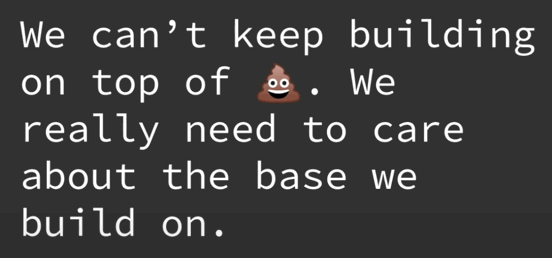 We can’t keep building
on top of 💩. We
really need to care
about the base we
build on.